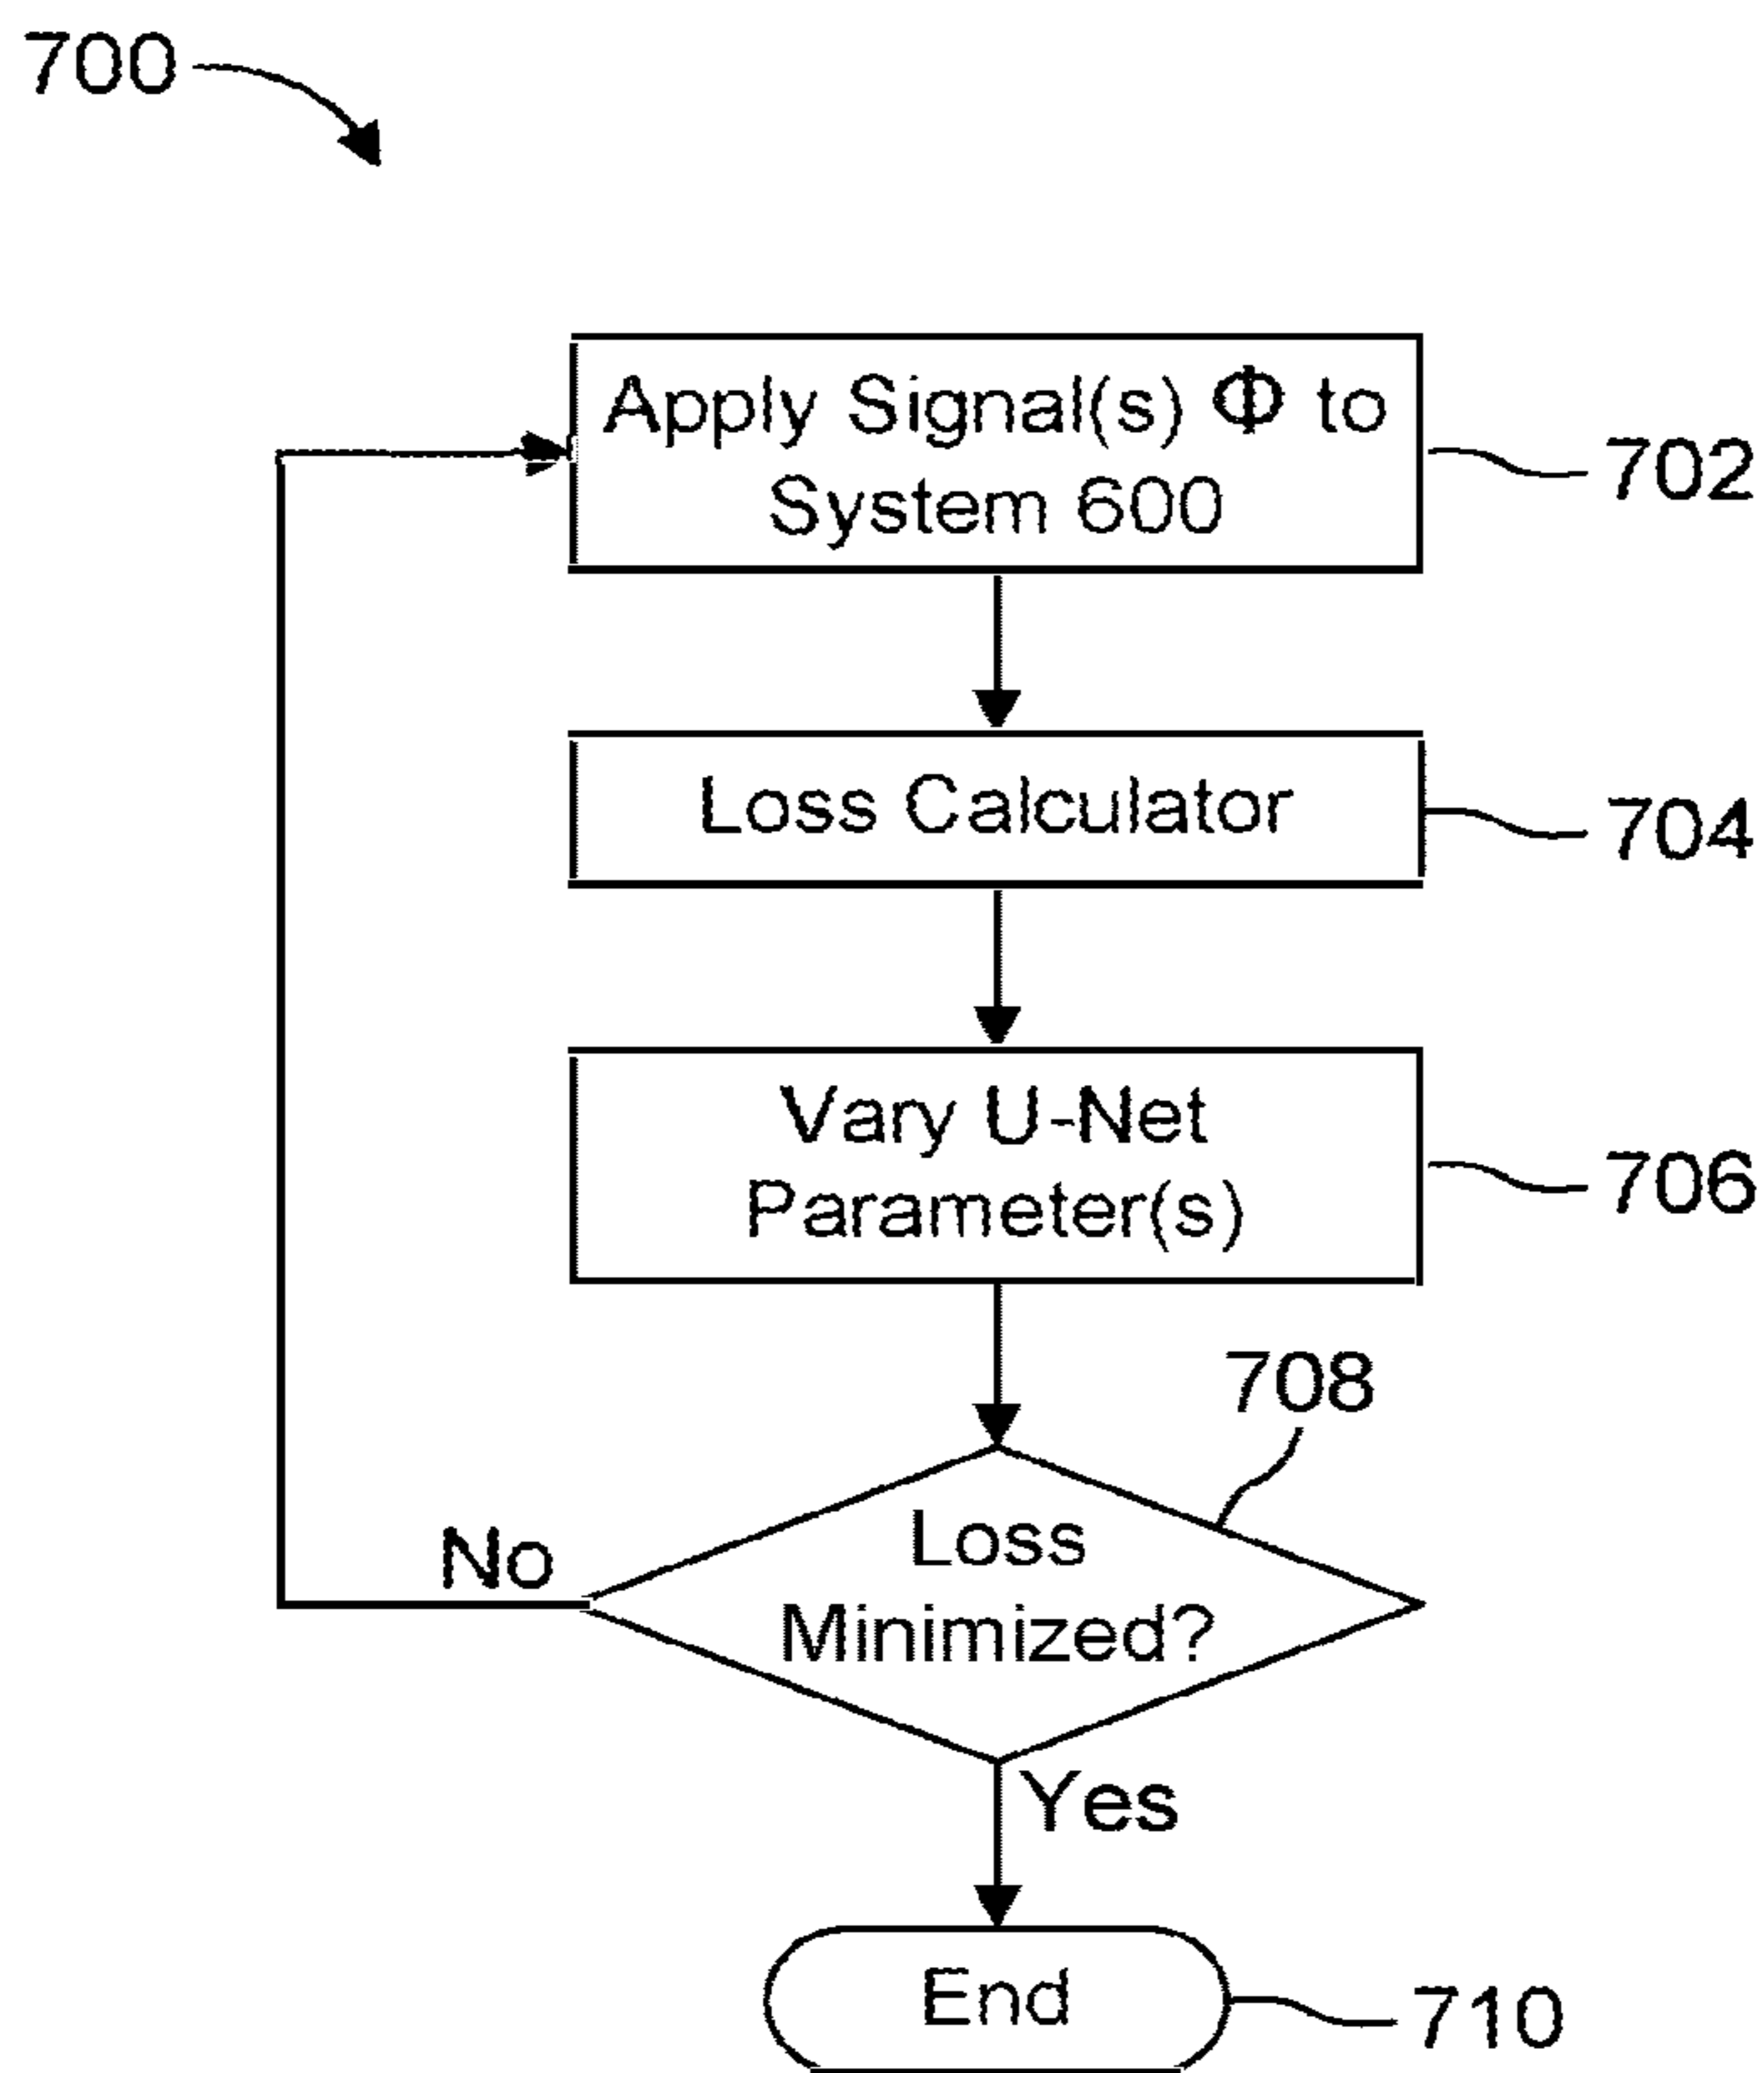 700
Apply Signal(s) Φ to
System 600
702
Loss Calculator
704
Vary U-Net
Parameter(s)
706
708
Loss
Minimized?
No
Yes
End
710